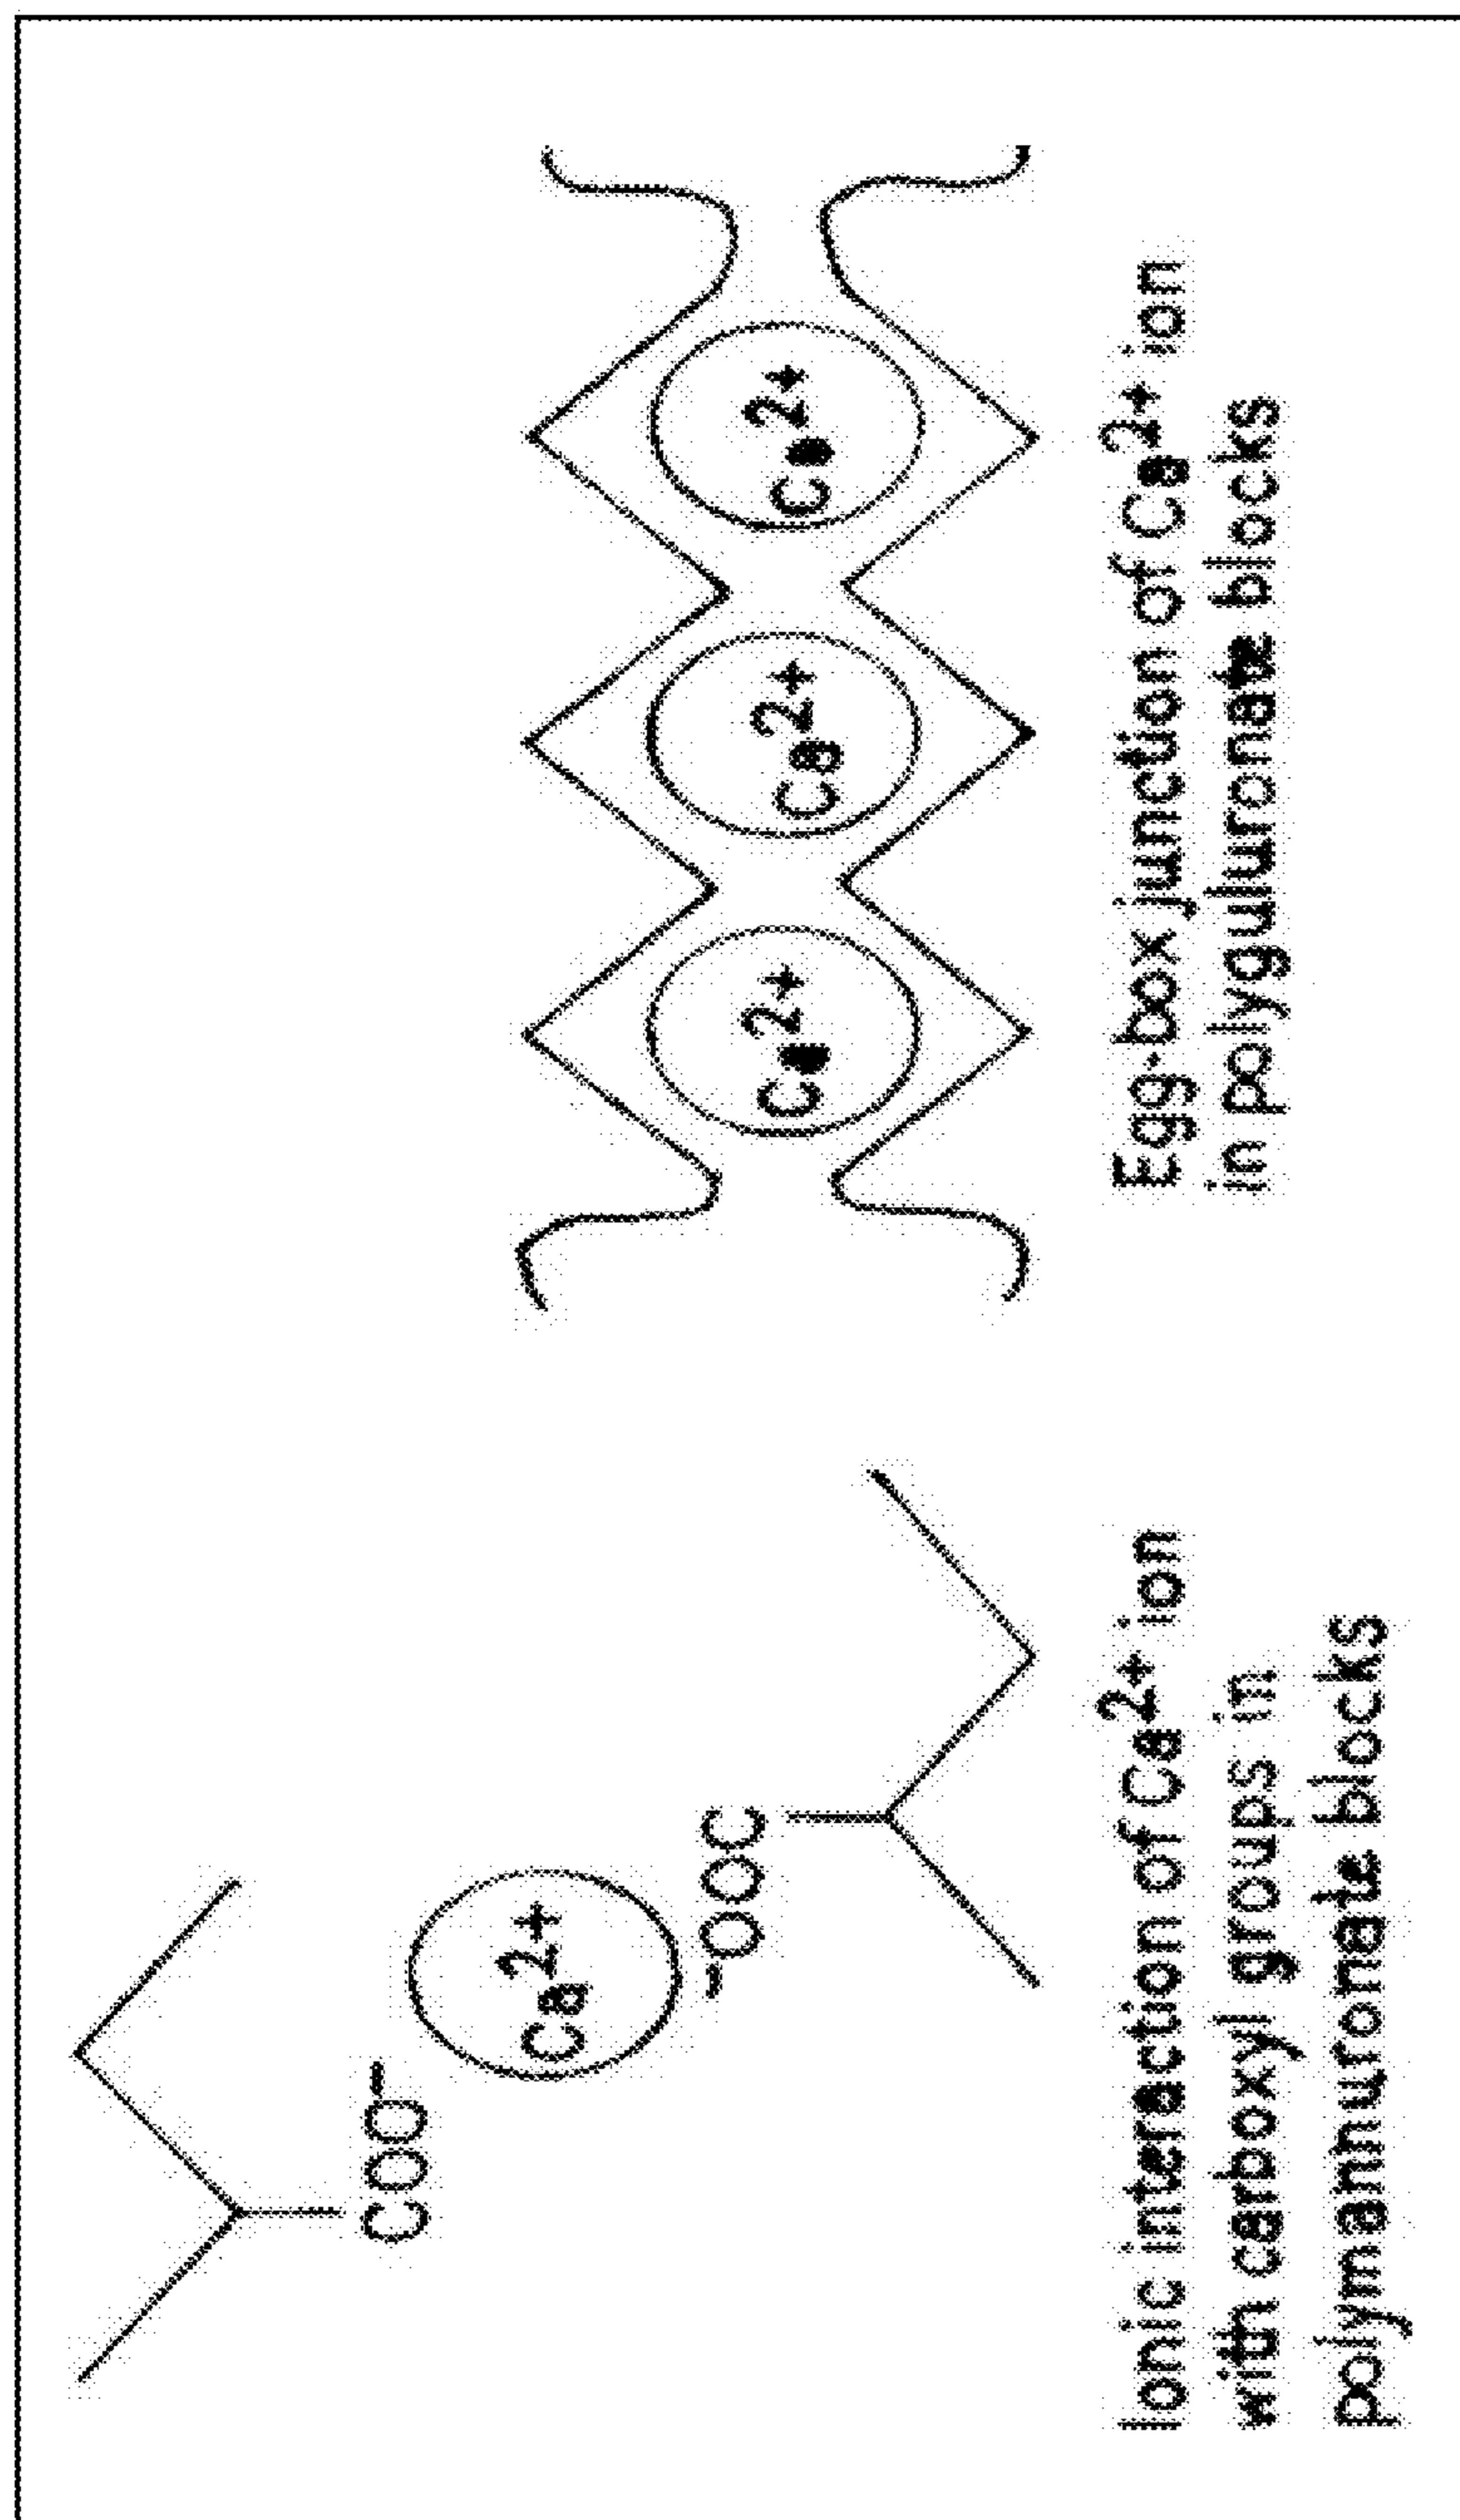 COO⁻
Ca²⁺
⁻OOC
Ionic interaction of Ca²⁺ ion
with carboxyl groups in
polymannuronate blocks
Ca²⁺
Ca²⁺
Ca²⁺
Egg-box junction of Ca²⁺ ion
in polyguluronate blocks